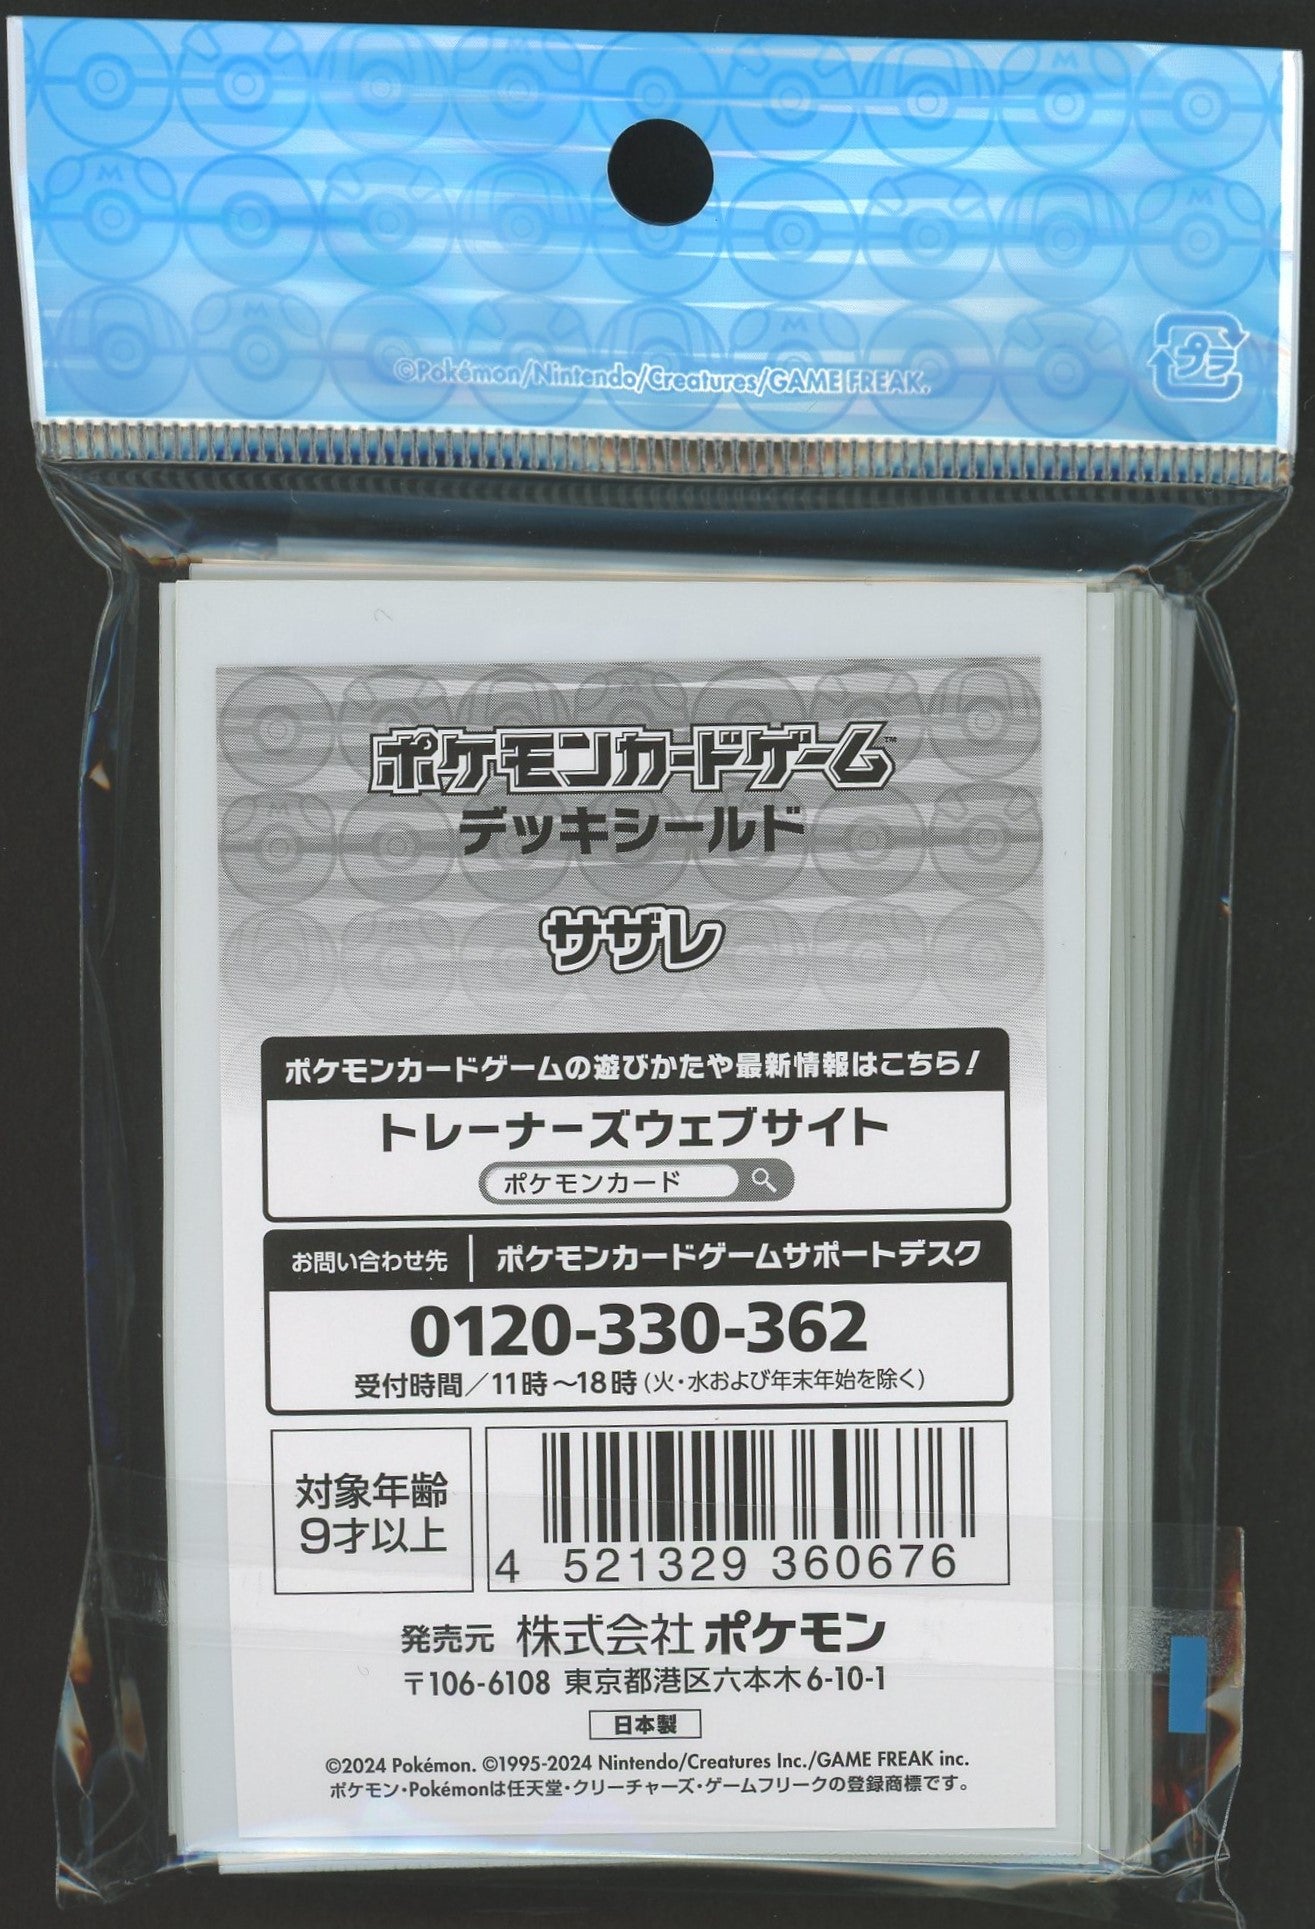 ©Pokémon/Nintendo/Creatures/GAME FREAK.
プラ
ポケモンカードゲーム™
デッキシールド
サザレ
ポケモンカードゲームの遊びかたや最新情報はこちら!
トレーナーズウェブサイト
ポケモンカード
お問い合わせ先 ポケモンカードゲームサポートデスク
0120-330-362
受付時間/11時~18時(火・水および年末年始を除く)
対象年齢
9才以上
4 521329 360676
発売元 株式会社ポケモン
〒106-6108 東京都港区六本木6-10-1
日本製
©2024 Pokémon. ©1995-2024 Nintendo/Creatures Inc./GAME FREAK inc.
ポケモン・Pokémonは任天堂・クリーチャーズ・ゲームフリークの登録商標です。